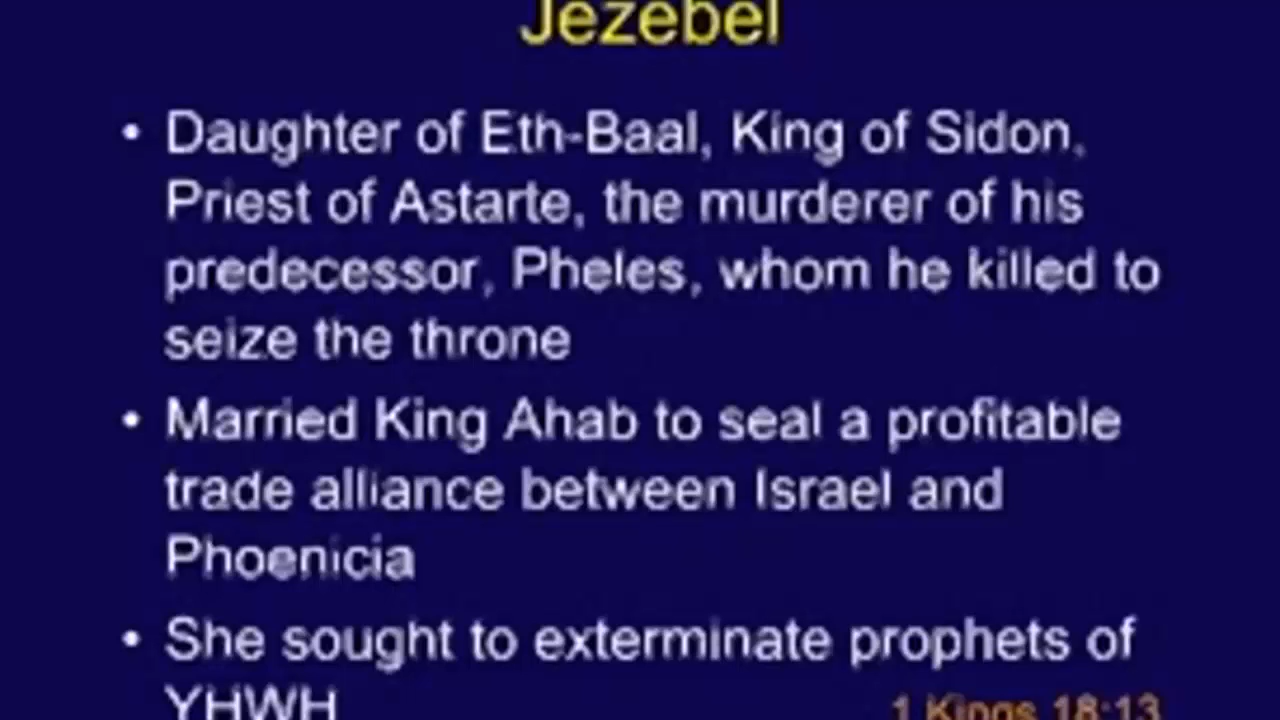 Jezebel
• Daughter of Eth-Baal, King of Sidon,
Priest of Astarte, the murderer of his
predecessor, Pheles, whom he killed to
seize the throne
• Married King Ahab to seal a profitable
trade alliance between Israel and
Phoenicia
• She sought to exterminate prophets of
YHWH 1 Kings 18:13